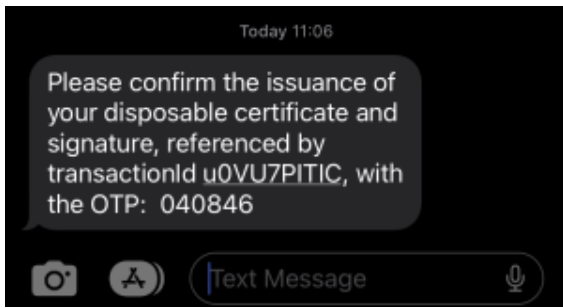 Today 11:06
Please confirm the issuance of
your disposable certificate and
signature, referenced by
transactionId u0VU7PITIC, with
the OTP: 040846
Text Message